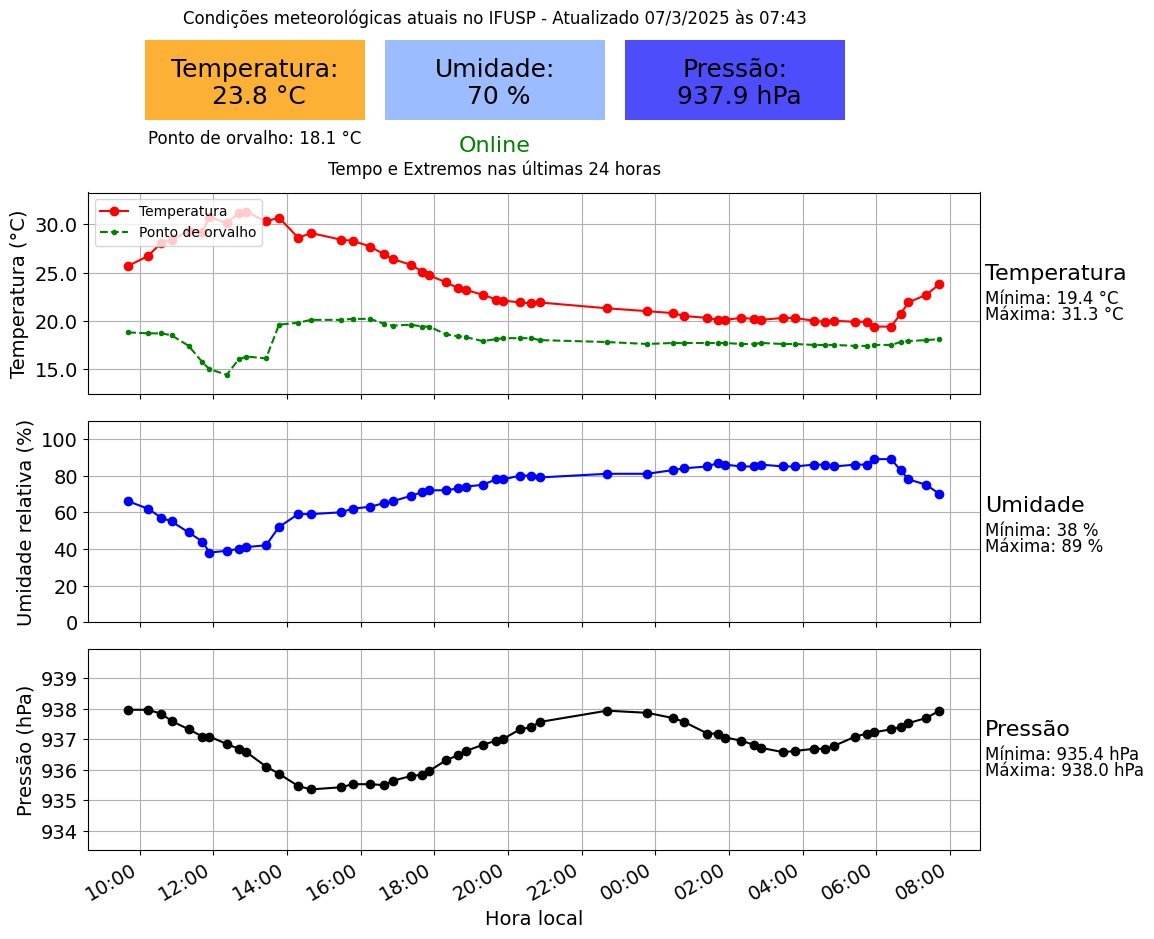 Condições meteorológicas atuais no IFUSP - Atualizado 07/3/2025 às 07:43
Temperatura:
23.8 °C
Umidade:
70 %
Pressão:
937.9 hPa
Ponto de orvalho: 18.1 °C
Online
Tempo e Extremos nas últimas 24 horas
Temperatura (°C)
30.0
25.0
20.0
15.0
Temperatura
Ponto de orvalho
Temperatura
Mínima: 19.4 °C
Máxima: 31.3 °C
Umidade relativa (%)
100
80
60
40
20
0
Umidade
Mínima: 38 %
Máxima: 89 %
Pressão (hPa)
939
938
937
936
935
934
Pressão
Mínima: 935.4 hPa
Máxima: 938.0 hPa
10:00 12:00 14:00 16:00 18:00 20:00 22:00 00:00 02:00 04:00 06:00 08:00
Hora local